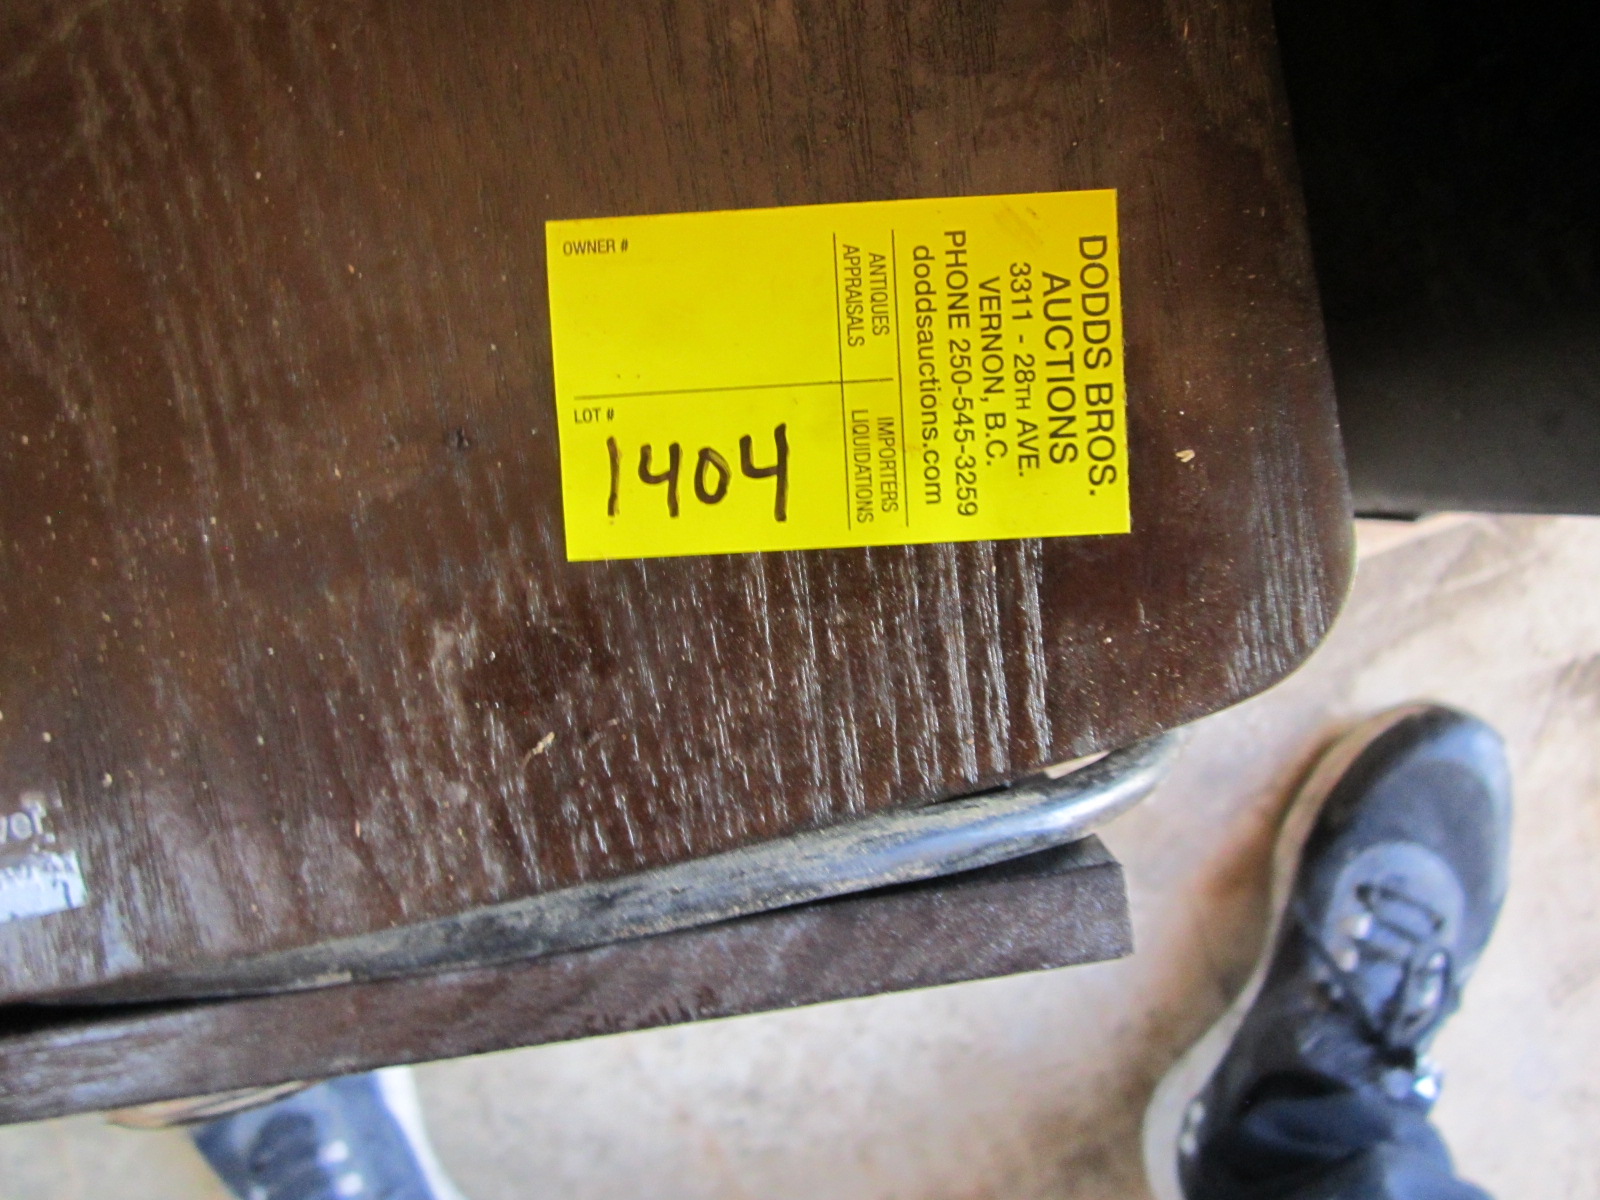 DODDS BROS.
AUCTIONS
3311 - 28TH AVE.
VERNON, B.C.
PHONE 250-545-3259
doddsauctions.com
ANTIQUES IMPORTERS
APPRAISALS LIQUIDATIONS
OWNER # LOT #
1404